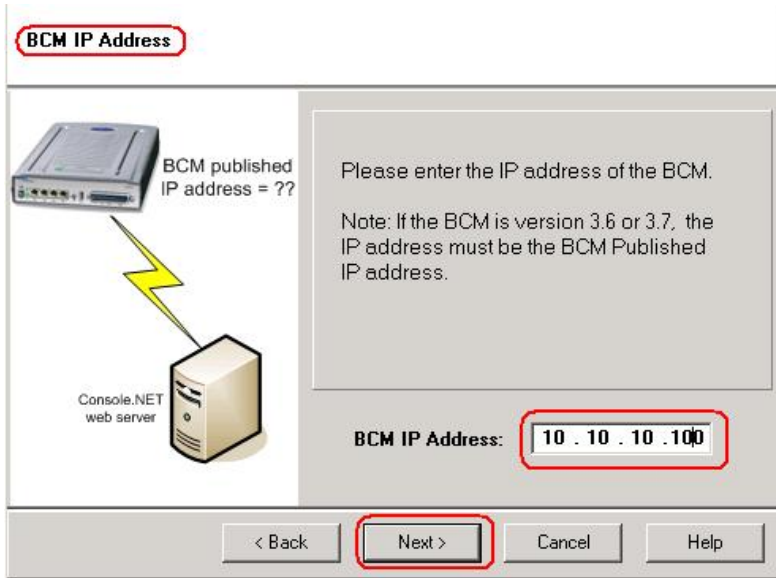 BCM IP Address
BCM published
IP address = ??
Console.NET
web server
Please enter the IP address of the BCM.
Note: If the BCM is version 3.6 or 3.7, the
IP address must be the BCM Published
IP address.
BCM IP Address: 10 . 10 . 10 .100
< Back Next > Cancel Help